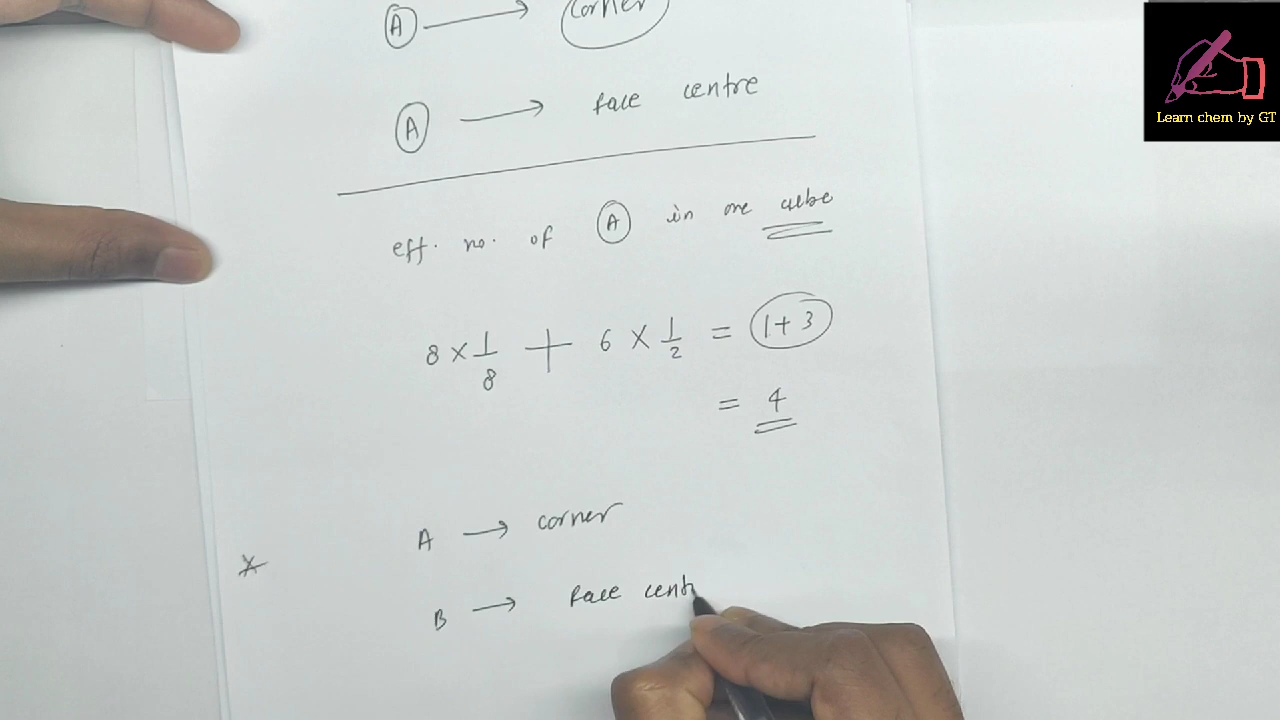 A → corner
Learn chem by GT
A → face centre
eff. no. of A in one cube
8 × 1/8 + 6 × 1/2 = 1+3
= 4
A → corner
* B → face cent